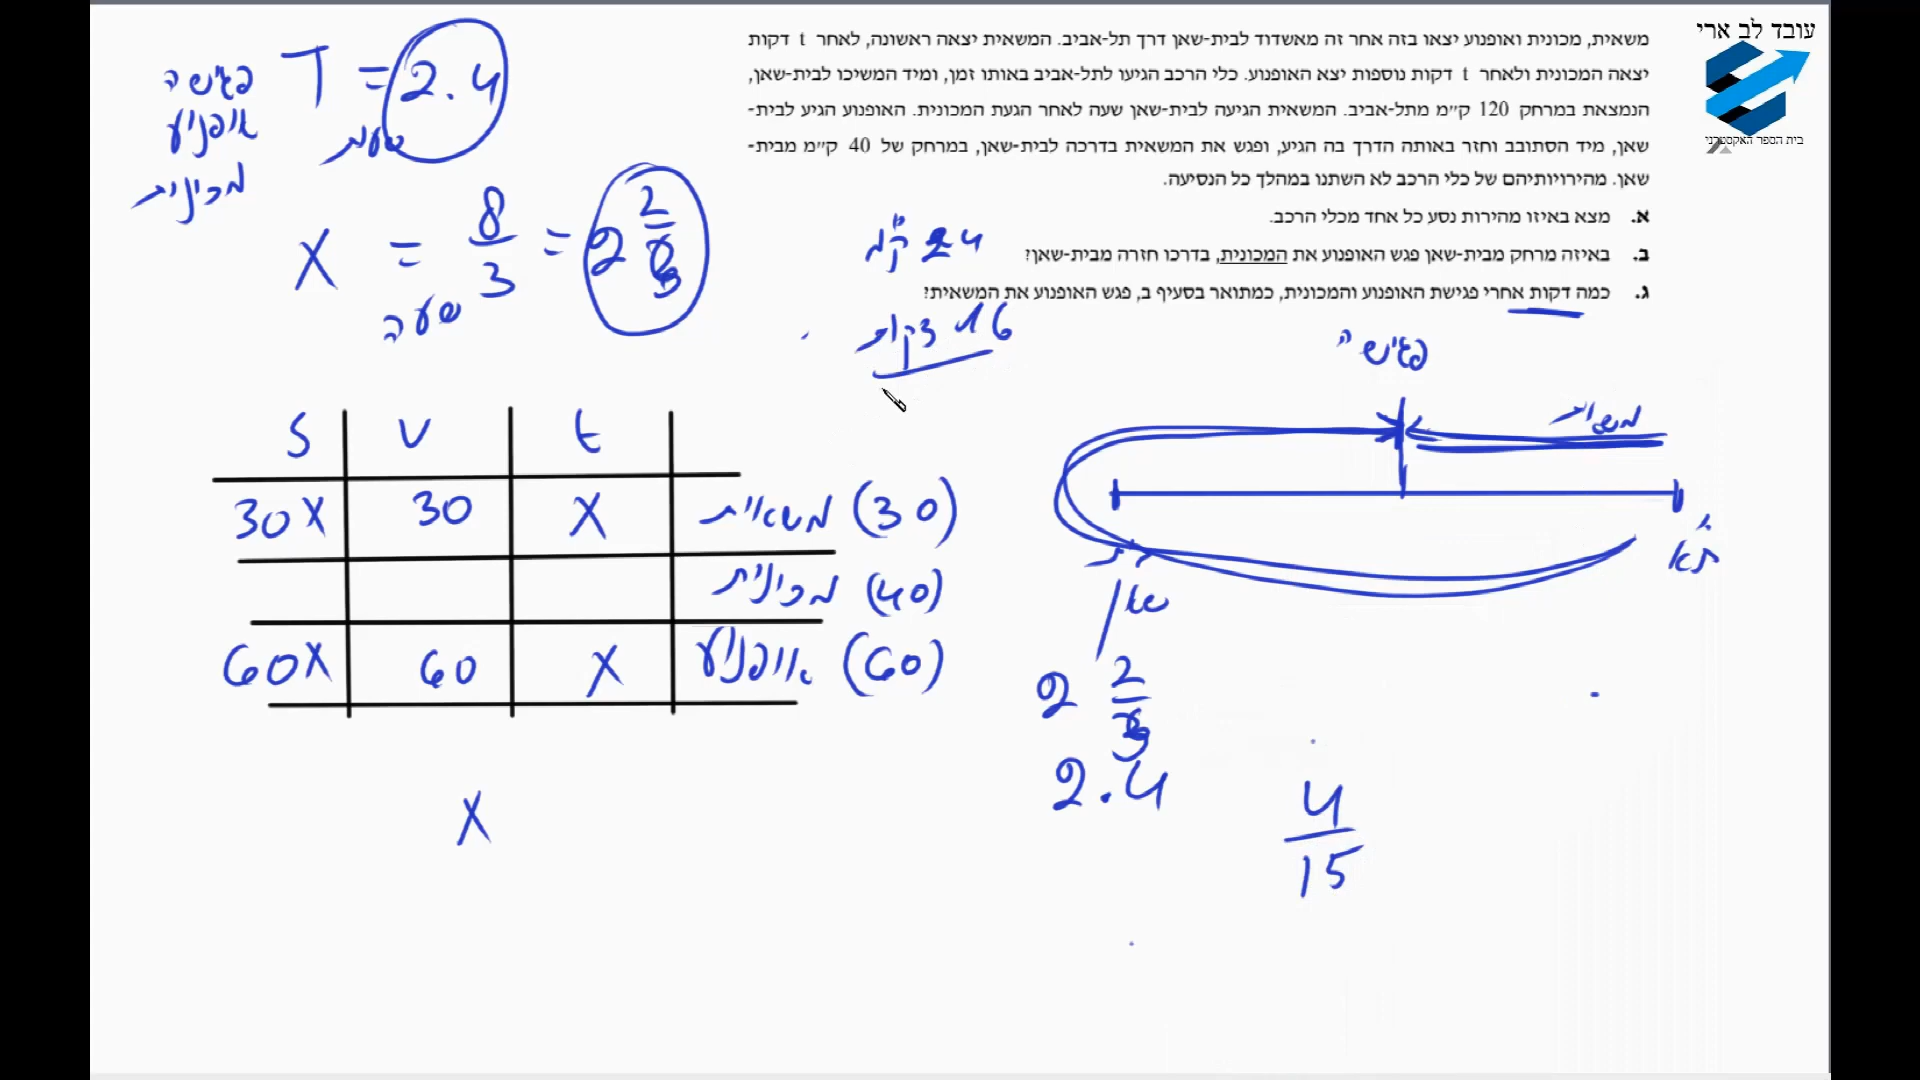 עובד לב ארי
בית הספר האקסטרני
משאית, מכונית ואופנוע יצאו בזה אחר זה מאשדוד לבית-שאן דרך תל-אביב. המשאית יצאה ראשונה, לאחר t דקות
יצאה המכונית ולאחר t דקות נוספות יצא האופנוע. כלי הרכב הגיעו לתל-אביב באותו זמן, ומיד המשיכו לבית-שאן,
הנמצאת במרחק 120 ק״מ מתל-אביב. המשאית הגיעה לבית-שאן שעה לאחר הגעת המכונית. האופנוע הגיע לבית-
שאן, מיד הסתובב וחזר באותה הדרך בה הגיע, ופגש את המשאית בדרכה לבית-שאן, במרחק של 40 ק״מ מבית-
שאן. מהירויותיהם של כלי הרכב לא השתנו במהלך כל הנסיעה.
א. מצא באיזו מהירות נסע כל אחד מכלי הרכב.
ב. באיזה מרחק מבית-שאן פגש האופנוע את המכונית, בדרכו חזרה מבית-שאן?
ג. כמה דקות אחרי פגישת האופנוע והמכונית, כמתואר בסעיף ב, פגש האופנוע את המשאית?
24 ק"מ
16 דקות
פגישה
אופנוע
מכונית
T = 2.4
שעות
X = 8/3 = 2 2/3
שעה
S V t
30X 30 X משאית (30)
מכונית (40)
60X 60 X אופנוע (60)
X
פגישה
משאית
ת"א
שאן
2 2/3
2.4
4/15